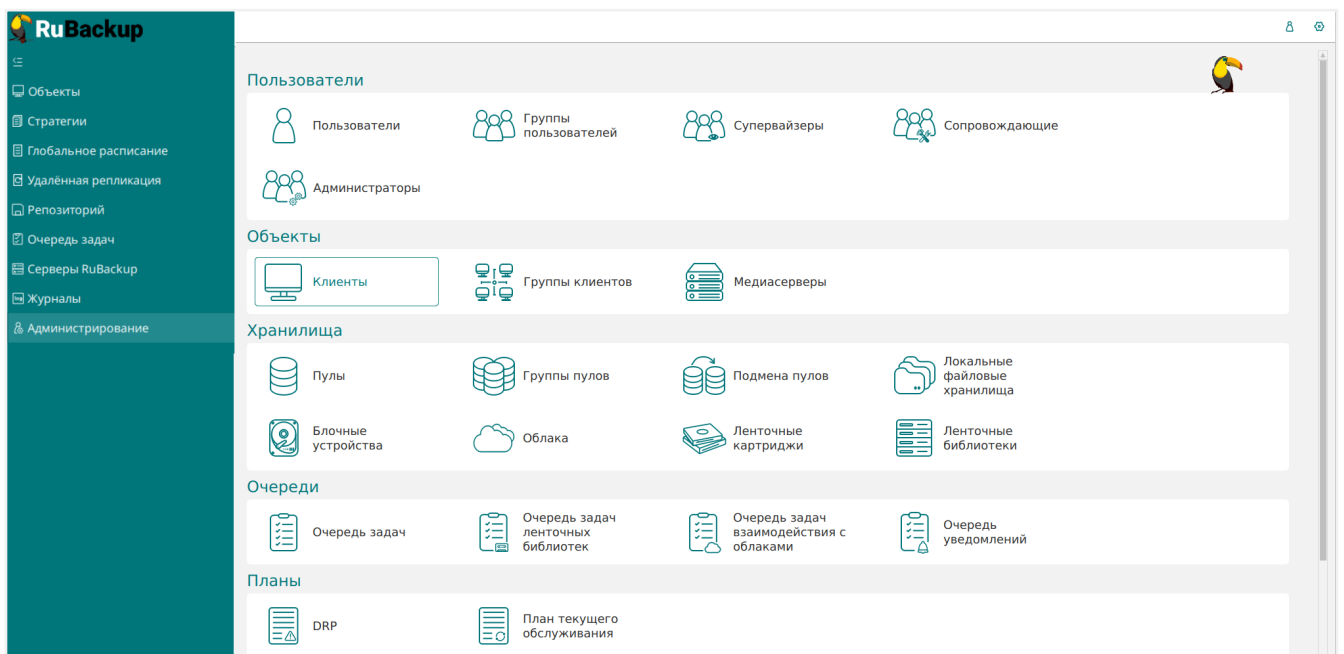 RuBackup
Объекты
Стратегии
Глобальное расписание
Удалённая репликация
Репозиторий
Очередь задач
Серверы RuBackup
Журналы
Администрирование
Пользователи
Пользователи
Группы
пользователей
Супервайзеры
Сопровождающие
Администраторы
Объекты
Клиенты
Группы клиентов
Медиасерверы
Хранилища
Пулы
Группы пулов
Подмена пулов
Локальные
файловые
хранилища
Блочные
устройства
Облака
Ленточные
картриджи
Ленточные
библиотеки
Очереди
Очередь задач
Очередь задач
ленточных
библиотек
Очередь задач
взаимодействия с
облаками
Очередь
уведомлений
Планы
DRP
План текущего
обслуживания